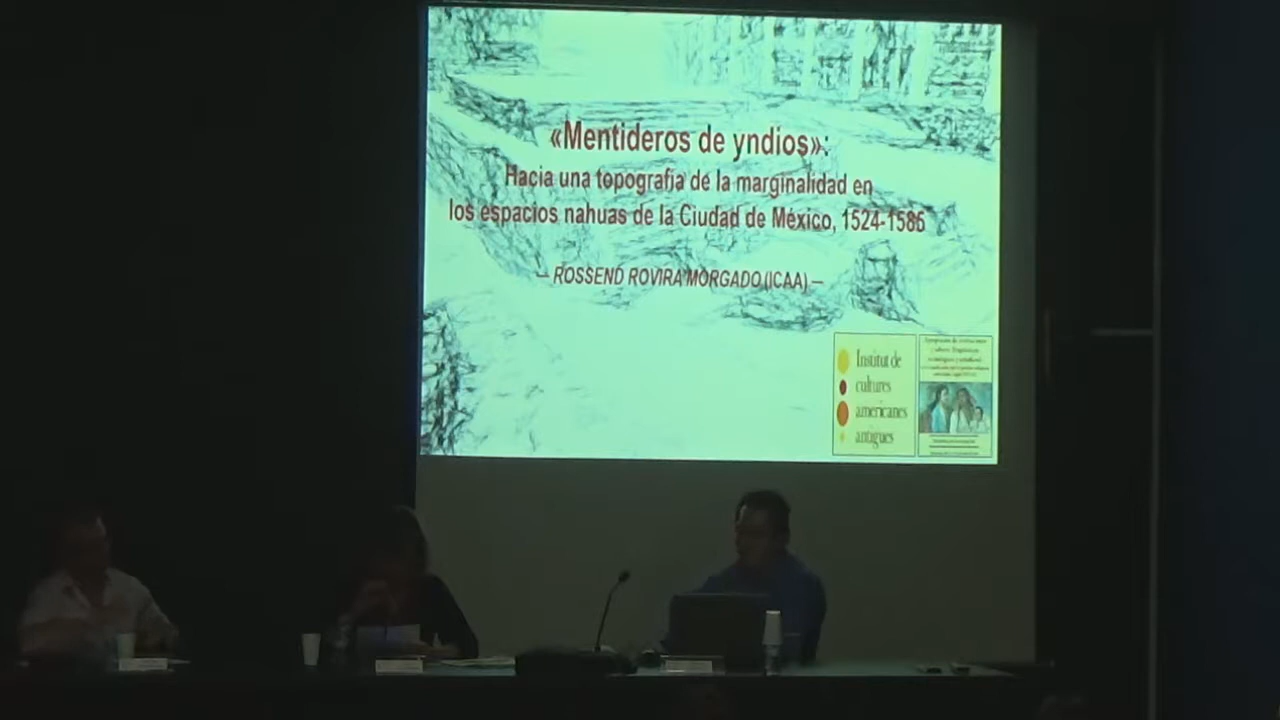 «Mentideros de yndios»:
Hacia una topografía de la marginalidad en
los espacios nahuas de la Ciudad de México, 1524-1585
— ROSSEND ROVIRA MORGADO (ICAA) —
Institut de
cultures
americanes
antigues